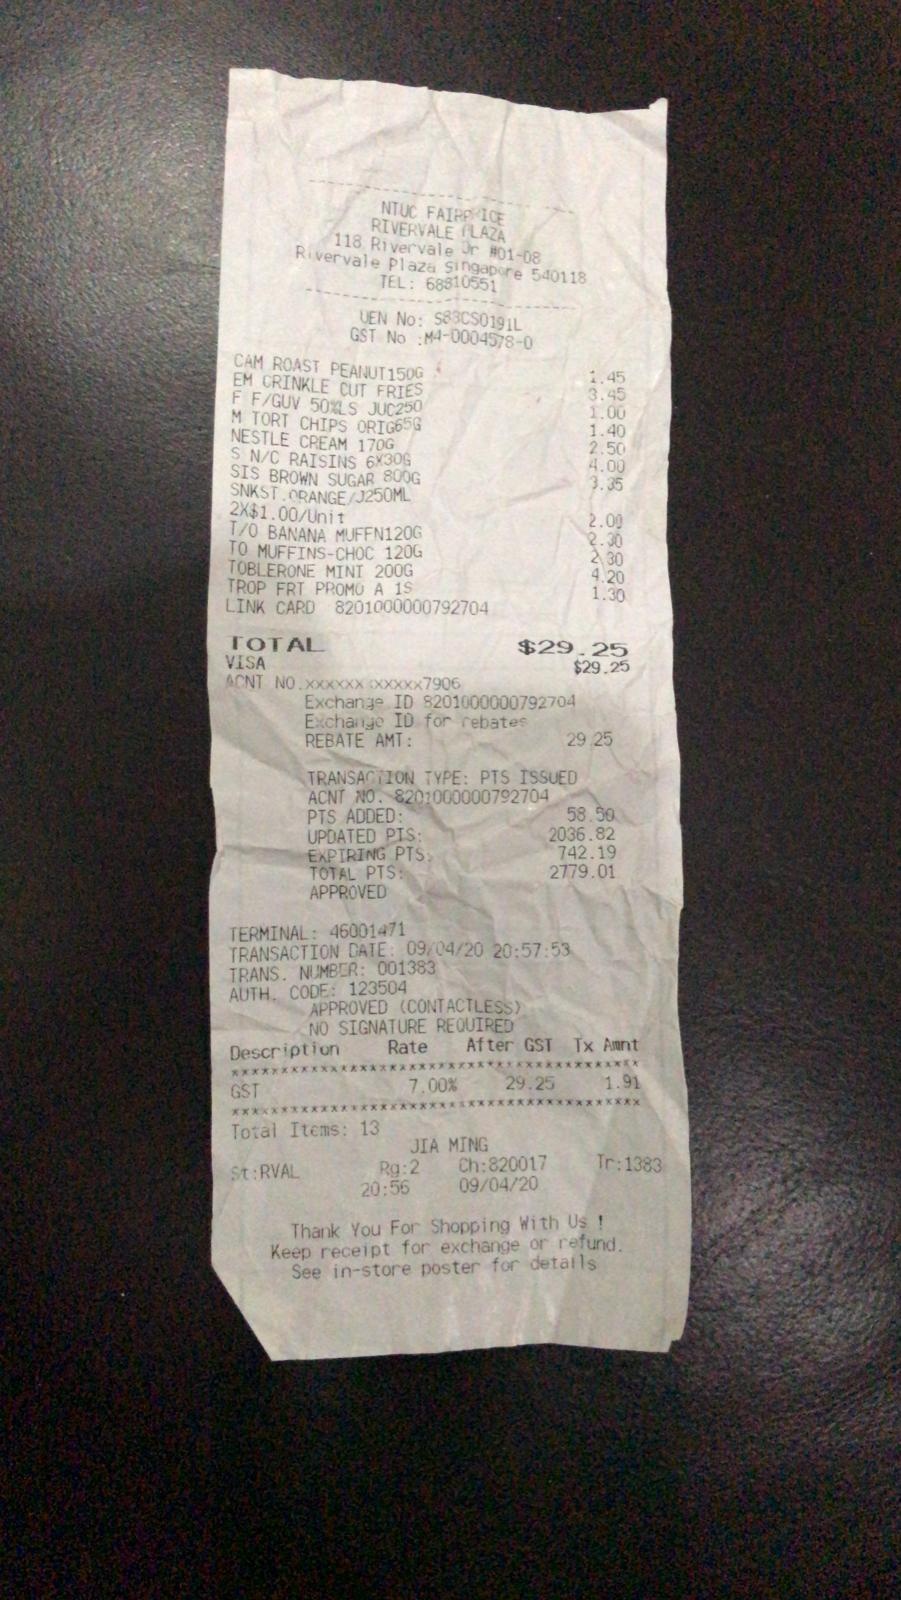 NTUC FAIRPRICE
RIVERVALE PLAZA
118 Rivervale Dr #01-08
Rivervale Plaza Singapore 540118
TEL: 68810551
UEN No: S83CS0191L
GST No :M4-0004578-0
CAM ROAST PEANUT150G 1.45
EM CRINKLE CUT FRIES 3.45
F F/GUV 50%LS JUC250 1.00
M TORT CHIPS ORIG65G 1.40
NESTLE CREAM 170G 2.50
S N/C RAISINS 6X30G 4.00
SIS BROWN SUGAR 800G 3.35
SNKST.ORANGE/J250ML
2X$1.00/Unit 2.00
T/O BANANA MUFFN120G 2.30
TO MUFFINS-CHOC 120G 2.30
TOBLERONE MINI 200G 4.20
TROP FRT PROMO A 1S 1.30
LINK CARD 8201000000792704
TOTAL $29.25
VISA $29.25
ACNT NO.xxxxxx xxxxx7906
Exchange ID 8201000000792704
Exchange ID for rebates
REBATE AMT: 29.25
TRANSACTION TYPE: PTS ISSUED
ACNT NO. 8201000000792704
PTS ADDED: 58.50
UPDATED PTS: 2036.82
EXPIRING PTS: 742.19
TOTAL PTS: 2779.01
APPROVED
TERMINAL: 46001471
TRANSACTION DATE: 09/04/20 20:57:53
TRANS. NUMBER: 001383
AUTH. CODE: 123504
APPROVED (CONTACTLESS)
NO SIGNATURE REQUIRED
Description Rate After GST Tx Amnt
GST 7.00% 29.25 1.91
Total Items: 13
JIA MING
St:RVAL Rg:2 Ch:820017 Tr:1383
20:56 09/04/20
Thank You For Shopping With Us !
Keep receipt for exchange or refund.
See in-store poster for details